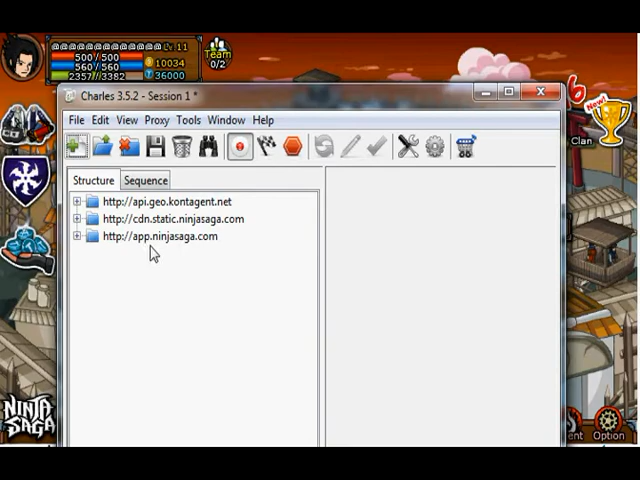 @@@@@@@@@@@@@@@@@ Lv.11
500/ 500
10034
Team
560/ 560
0/2
2357/ 3382
36000
Charles 3.5.2 - Session 1 *
File Edit View Proxy Tools Window Help
New!
Clan
Structure Sequence
http://api.geo.kontagent.net
http://cdn.static.ninjasaga.com
http://app.ninjasaga.com
NINJA
SAGA
Option